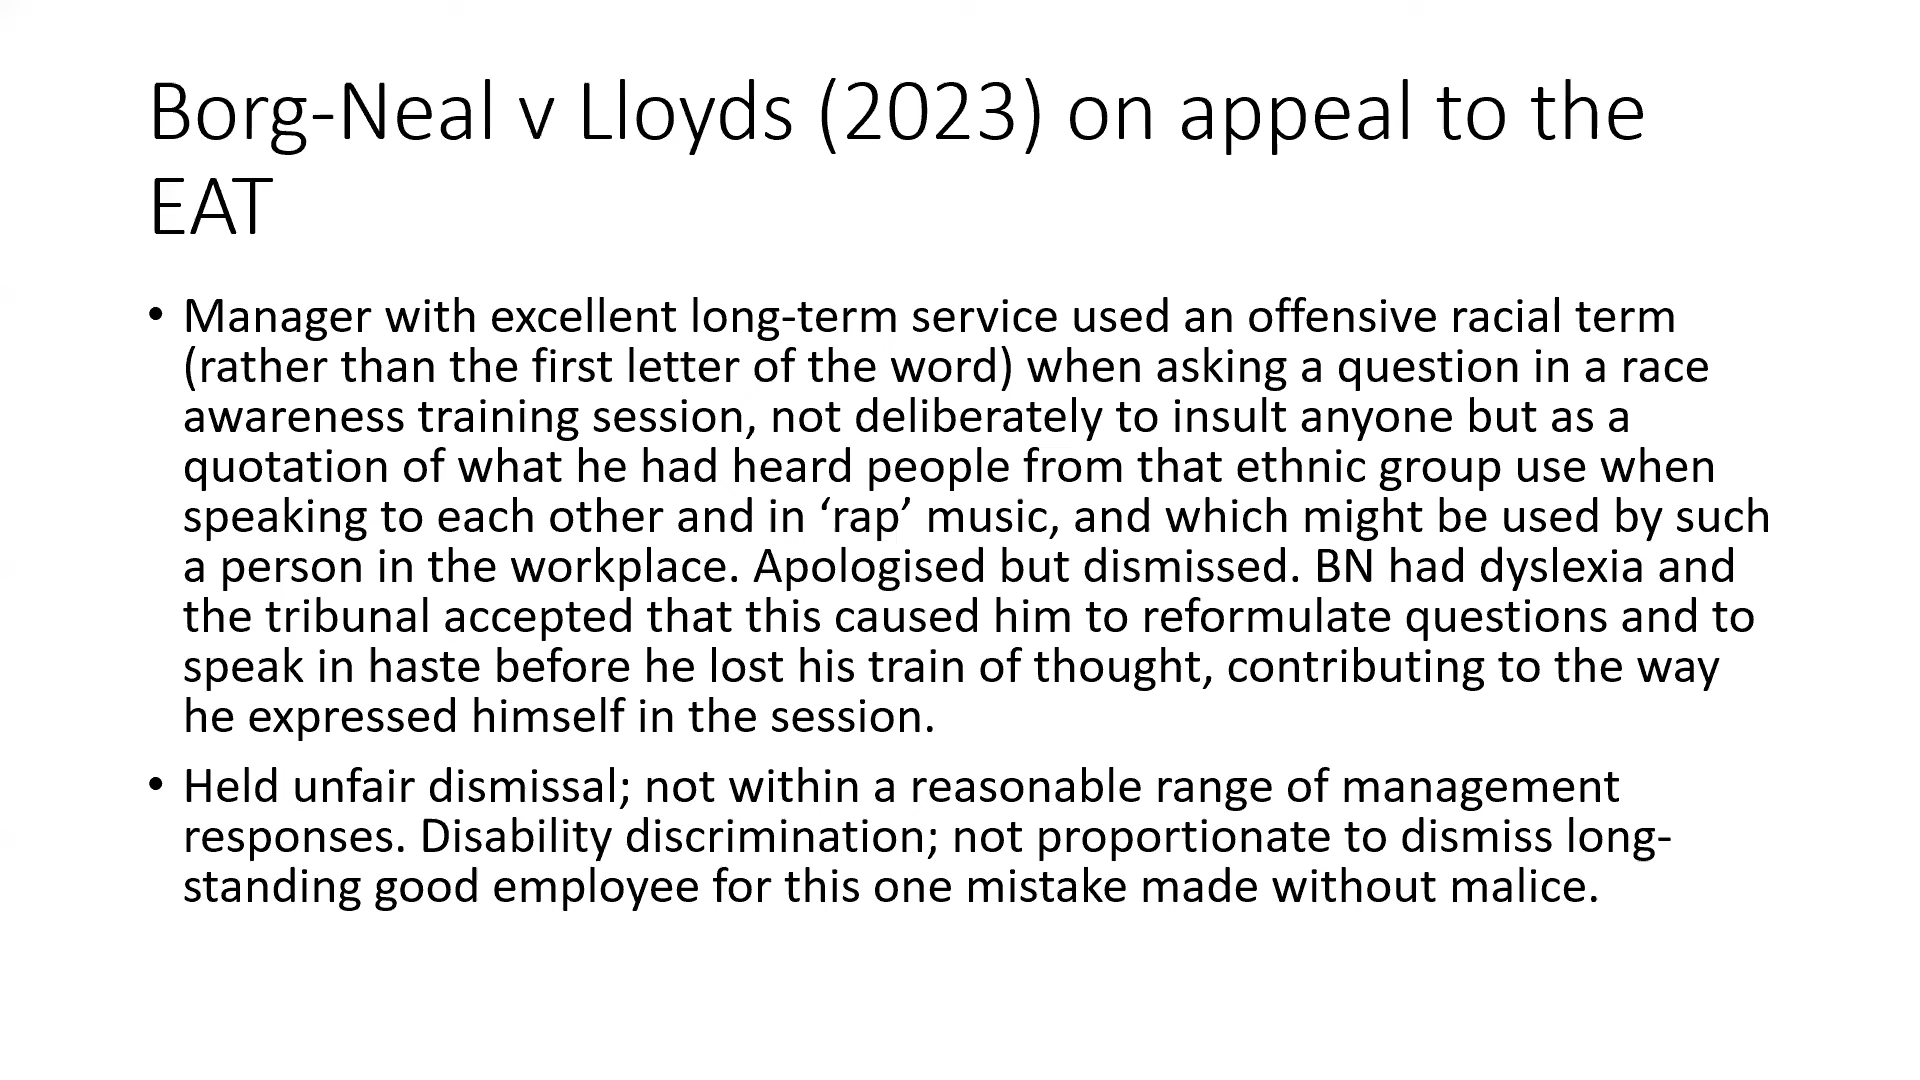 Borg-Neal v Lloyds (2023) on appeal to the
EAT
• Manager with excellent long-term service used an offensive racial term
(rather than the first letter of the word) when asking a question in a race
awareness training session, not deliberately to insult anyone but as a
quotation of what he had heard people from that ethnic group use when
speaking to each other and in ‘rap’ music, and which might be used by such
a person in the workplace. Apologised but dismissed. BN had dyslexia and
the tribunal accepted that this caused him to reformulate questions and to
speak in haste before he lost his train of thought, contributing to the way
he expressed himself in the session.
• Held unfair dismissal; not within a reasonable range of management
responses. Disability discrimination; not proportionate to dismiss long-
standing good employee for this one mistake made without malice.